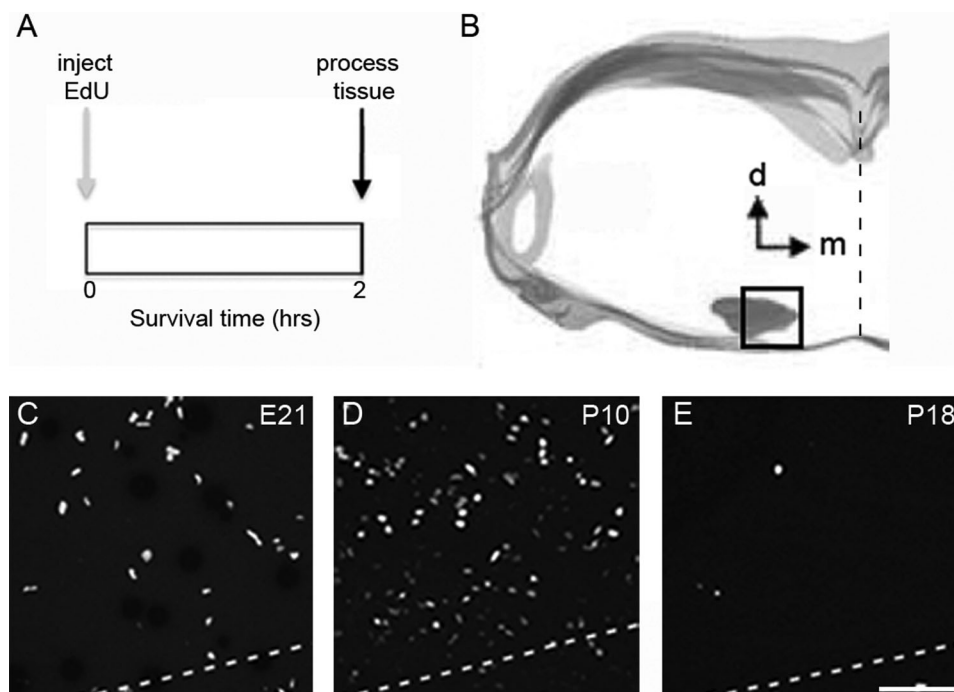 A
inject
EdU
process
tissue
0
2
Survival time (hrs)
B
d
m
C
E21
D
P10
E
P18